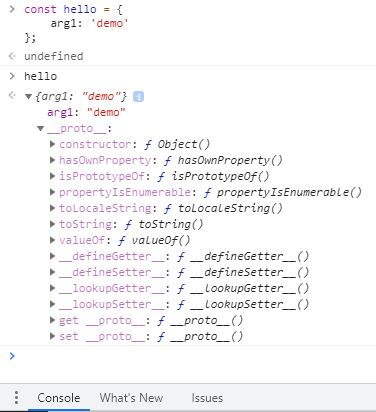 > const hello = {
arg1: 'demo'
};
undefined
> hello
{arg1: "demo"} i
arg1: "demo"
__proto__:
constructor: ƒ Object()
hasOwnProperty: ƒ hasOwnProperty()
isPrototypeOf: ƒ isPrototypeOf()
propertyIsEnumerable: ƒ propertyIsEnumerable()
toLocaleString: ƒ toLocaleString()
toString: ƒ toString()
valueOf: ƒ valueOf()
__defineGetter__: ƒ __defineGetter__()
__defineSetter__: ƒ __defineSetter__()
__lookupGetter__: ƒ __lookupGetter__()
__lookupSetter__: ƒ __lookupSetter__()
get __proto__: ƒ __proto__()
set __proto__: ƒ __proto__()
>
Console What's New Issues